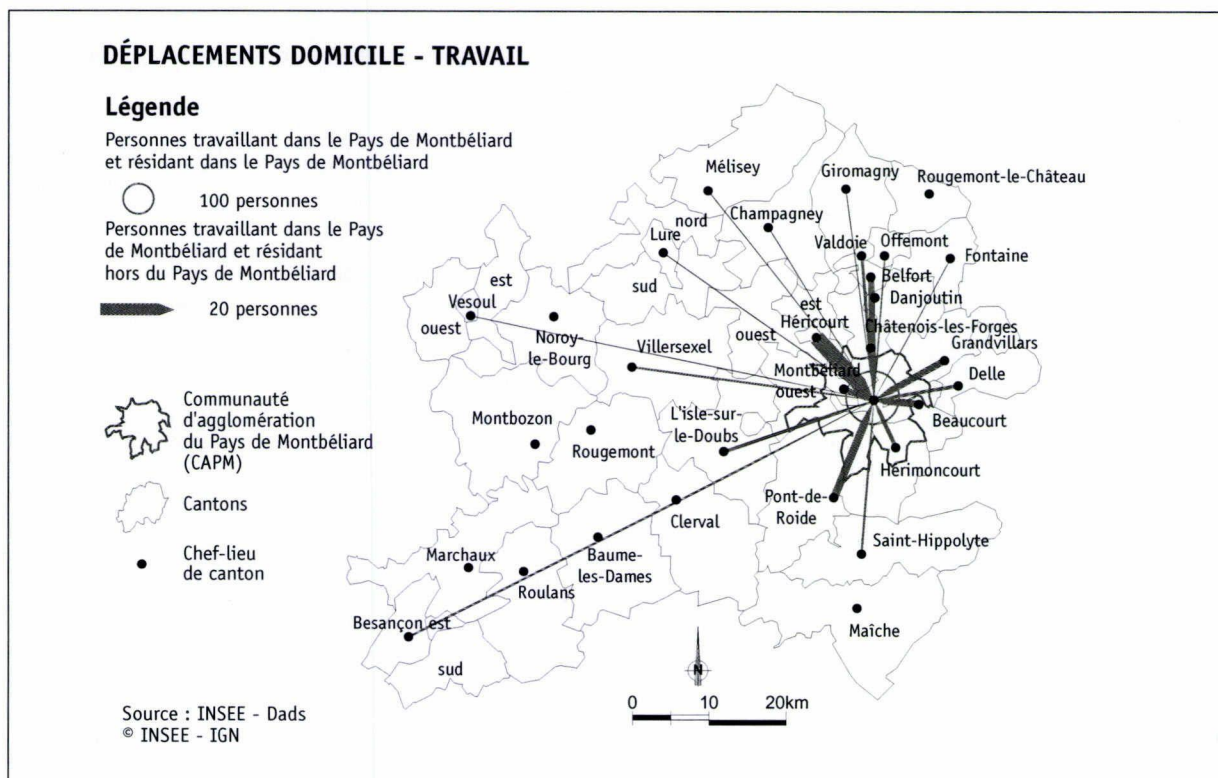 DÉPLACEMENTS DOMICILE - TRAVAIL
Légende
Personnes travaillant dans le Pays de Montbéliard
et résidant dans le Pays de Montbéliard
100 personnes
Personnes travaillant dans le Pays
de Montbéliard et résidant
hors du Pays de Montbéliard
20 personnes
Communauté
d'agglomération
du Pays de Montbéliard
(CAPM)
Cantons
Chef-lieu
de canton
Source : INSEE - Dads
© INSEE - IGN
Mélisey
Giromagny
Rougemont-le-Château
nord
Champagney
Lure
Valdoie
Offemont
Fontaine
Belfort
est
sud
Danjoutin
Vesoul
ouest
est
Héricourt
Châtenois-les-Forges
Noroy-
le-Bourg
Villersexel
ouest
Grandvillars
Montbéliard
ouest
Delle
Montbozon
L'isle-sur-
le-Doubs
Beaucourt
Rougemont
Hérimoncourt
Pont-de-
Roide
Clerval
Saint-Hippolyte
Marchaux
Baume-
les-Dames
Roulans
Besançon est
Maîche
sud
N
0 10 20km